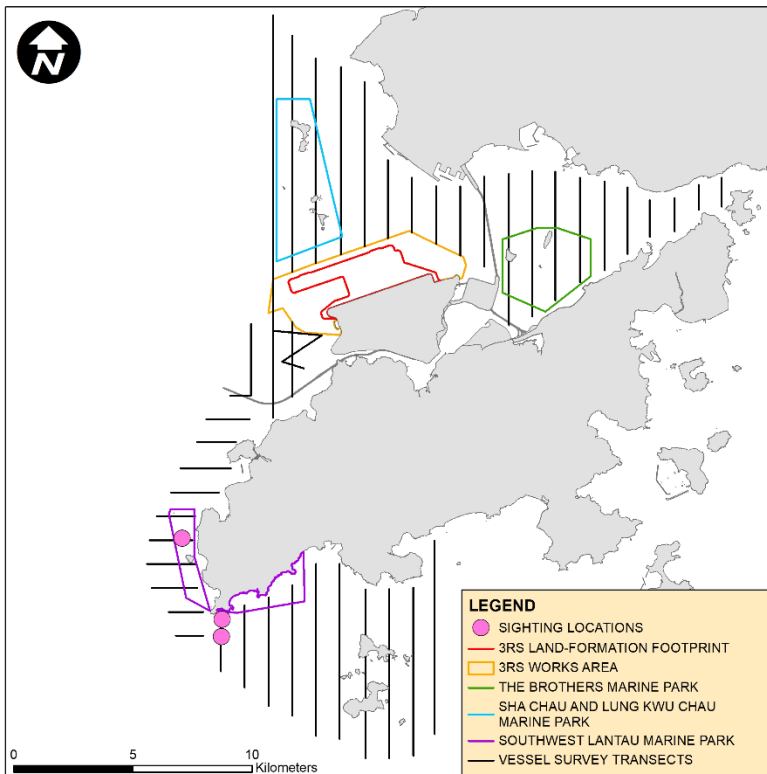 N
LEGEND
SIGHTING LOCATIONS
3RS LAND-FORMATION FOOTPRINT
3RS WORKS AREA
THE BROTHERS MARINE PARK
SHA CHAU AND LUNG KWU CHAU
MARINE PARK
SOUTHWEST LANTAU MARINE PARK
VESSEL SURVEY TRANSECTS
0 5 10
Kilometers